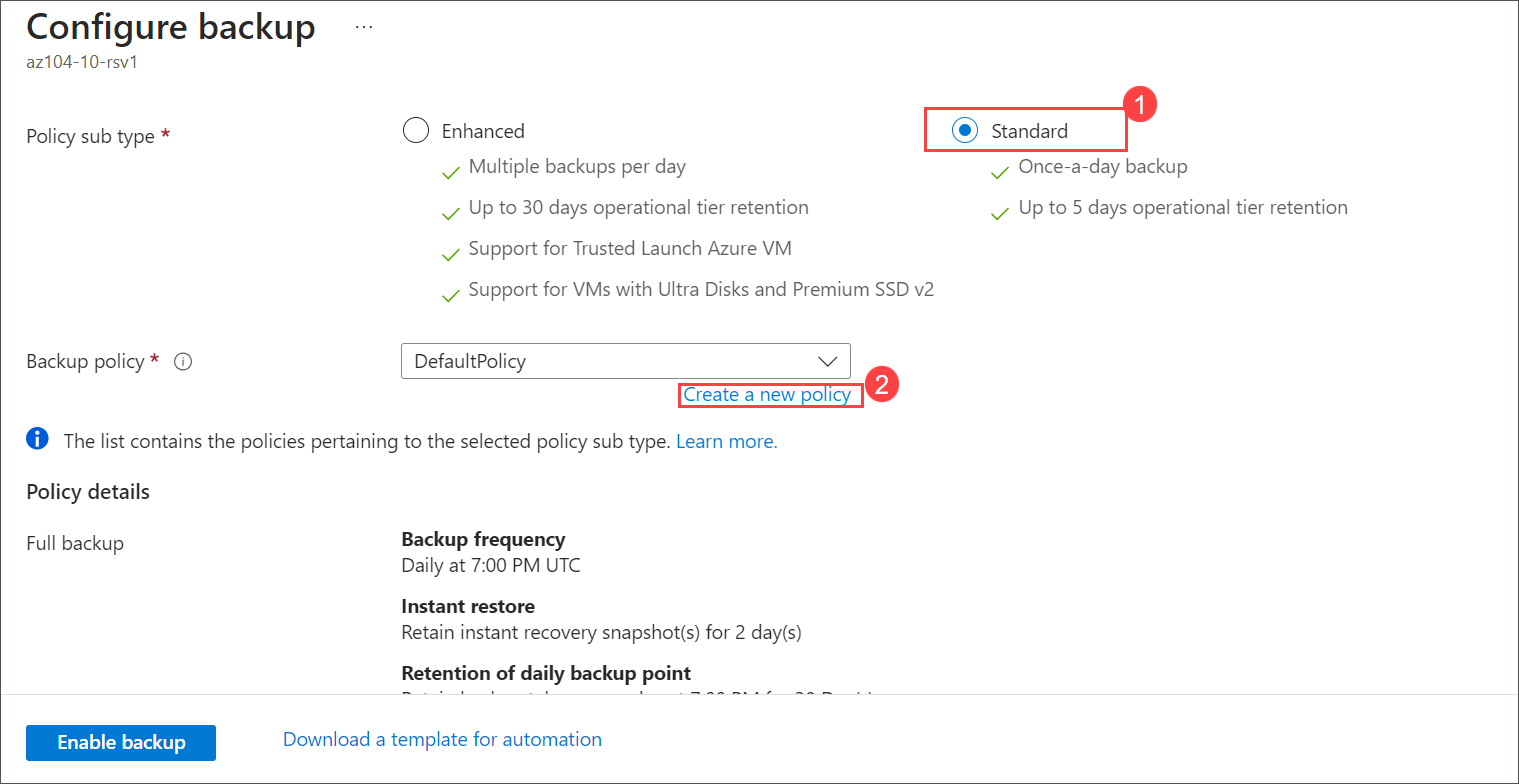 Configure backup ...
az104-10-rsv1
1
Policy sub type *
Enhanced
Standard
Multiple backups per day
Once-a-day backup
Up to 30 days operational tier retention
Up to 5 days operational tier retention
Support for Trusted Launch Azure VM
Support for VMs with Ultra Disks and Premium SSD v2
Backup policy *
DefaultPolicy
Create a new policy
2
The list contains the policies pertaining to the selected policy sub type. Learn more.
Policy details
Full backup
Backup frequency
Daily at 7:00 PM UTC
Instant restore
Retain instant recovery snapshot(s) for 2 day(s)
Retention of daily backup point
Enable backup
Download a template for automation